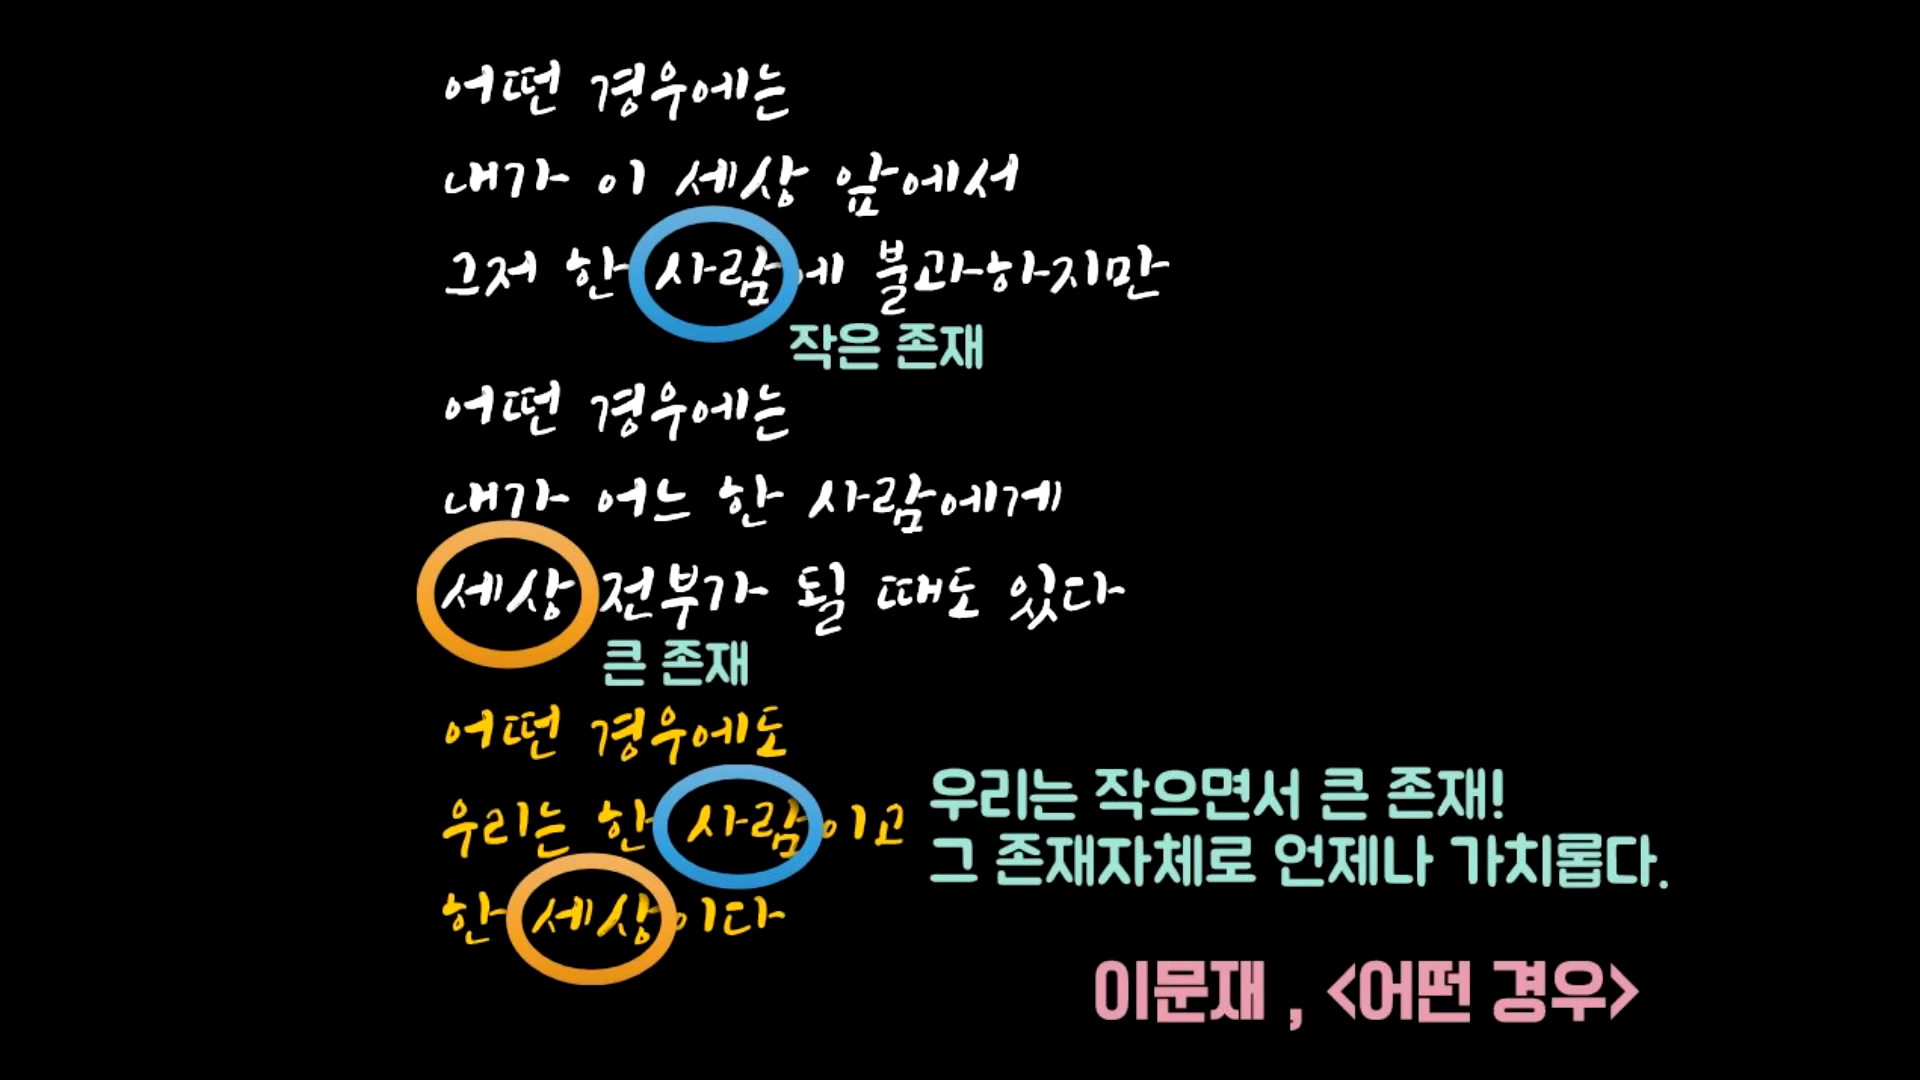 어떤 경우에는
내가 이 세상 앞에서
그저 한 사람에 불과하지만
작은 존재
어떤 경우에는
내가 어느 한 사람에게
세상 전부가 될 때도 있다
큰 존재
어떤 경우에도
우리는 한 사람이고
한 세상이다
우리는 작으면서 큰 존재!
그 존재자체로 언제나 가치롭다.
이문재 , <어떤 경우>